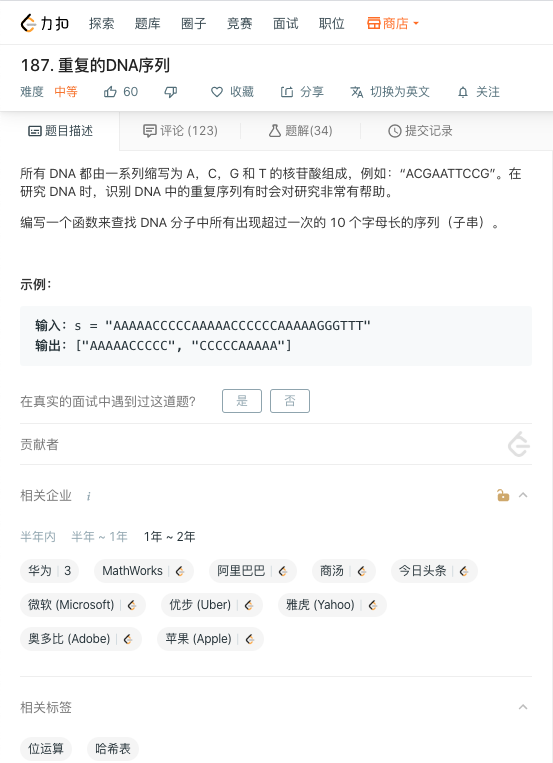 力扣 探索 题库 圈子 竞赛 面试 职位 商店
187. 重复的DNA序列
难度 中等 60 收藏 分享 切换为英文 关注
题目描述 评论 (123) 题解(34) 提交记录
所有 DNA 都由一系列缩写为 A，C，G 和 T 的核苷酸组成，例如：“ACGAATTCCG”。在
研究 DNA 时，识别 DNA 中的重复序列有时会对研究非常有帮助。
编写一个函数来查找 DNA 分子中所有出现超过一次的 10 个字母长的序列（子串）。
示例：
输入：s = "AAAAACCCCCAAAAACCCCCCAAAAAGGGTTT"
输出：["AAAAACCCCC", "CCCCCAAAAA"]
在真实的面试中遇到过这道题？ 是 否
贡献者
相关企业 i
半年内 半年 ~ 1年 1年 ~ 2年
华为 | 3 MathWorks 阿里巴巴 商汤 今日头条
微软 (Microsoft) 优步 (Uber) 雅虎 (Yahoo)
奥多比 (Adobe) 苹果 (Apple)
相关标签
位运算 哈希表